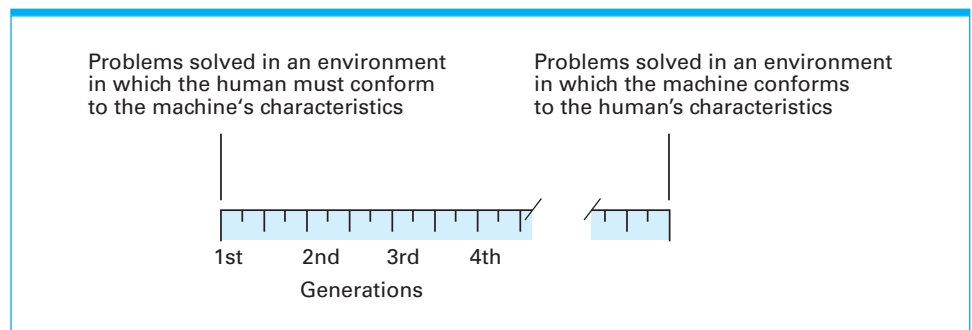 Problems solved in an environment
in which the human must conform
to the machine‘s characteristics
Problems solved in an environment
in which the machine conforms
to the human’s characteristics
1st 2nd 3rd 4th
Generations